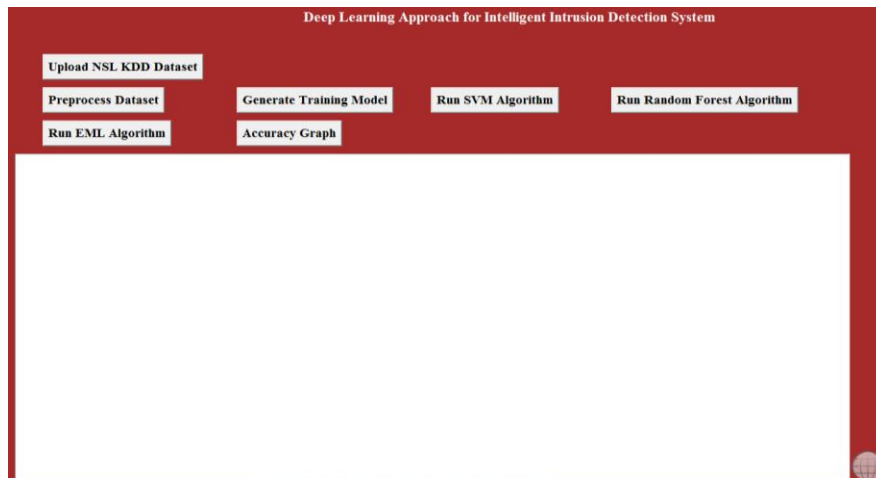 Deep Learning Approach for Intelligent Intrusion Detection System
Upload NSL KDD Dataset
Preprocess Dataset Generate Training Model Run SVM Algorithm Run Random Forest Algorithm
Run EML Algorithm Accuracy Graph